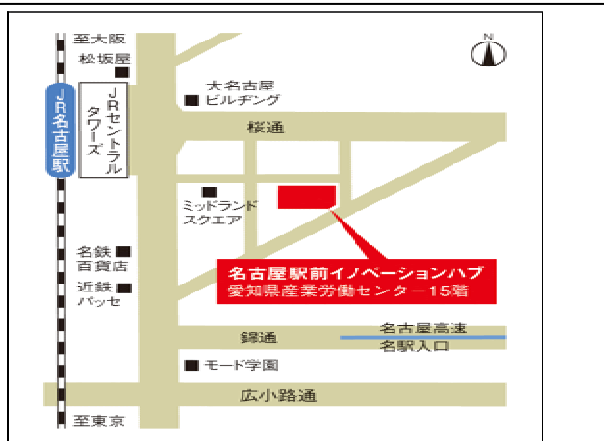 至大阪
N
松坂屋
大名古屋
ビルヂング
JR名古屋駅
JRセントラル
タワーズ
桜通
ミッドランド
スクエア
名鉄
百貨店
近鉄
パッセ
名古屋駅前イノベーションハブ
愛知県産業労働センター15階
錦通
名古屋高速
名駅入口
モード学園
広小路通
至東京